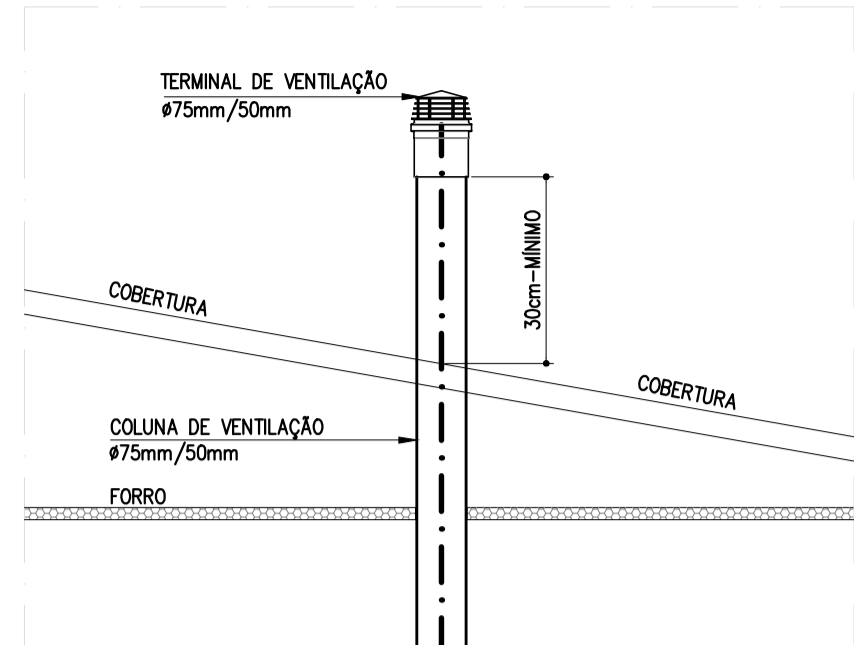 TERMINAL DE VENTILAÇÃO
ø75mm/50mm
30cm-MÍNIMO
COBERTURA
COBERTURA
COLUNA DE VENTILAÇÃO
ø75mm/50mm
FORRO